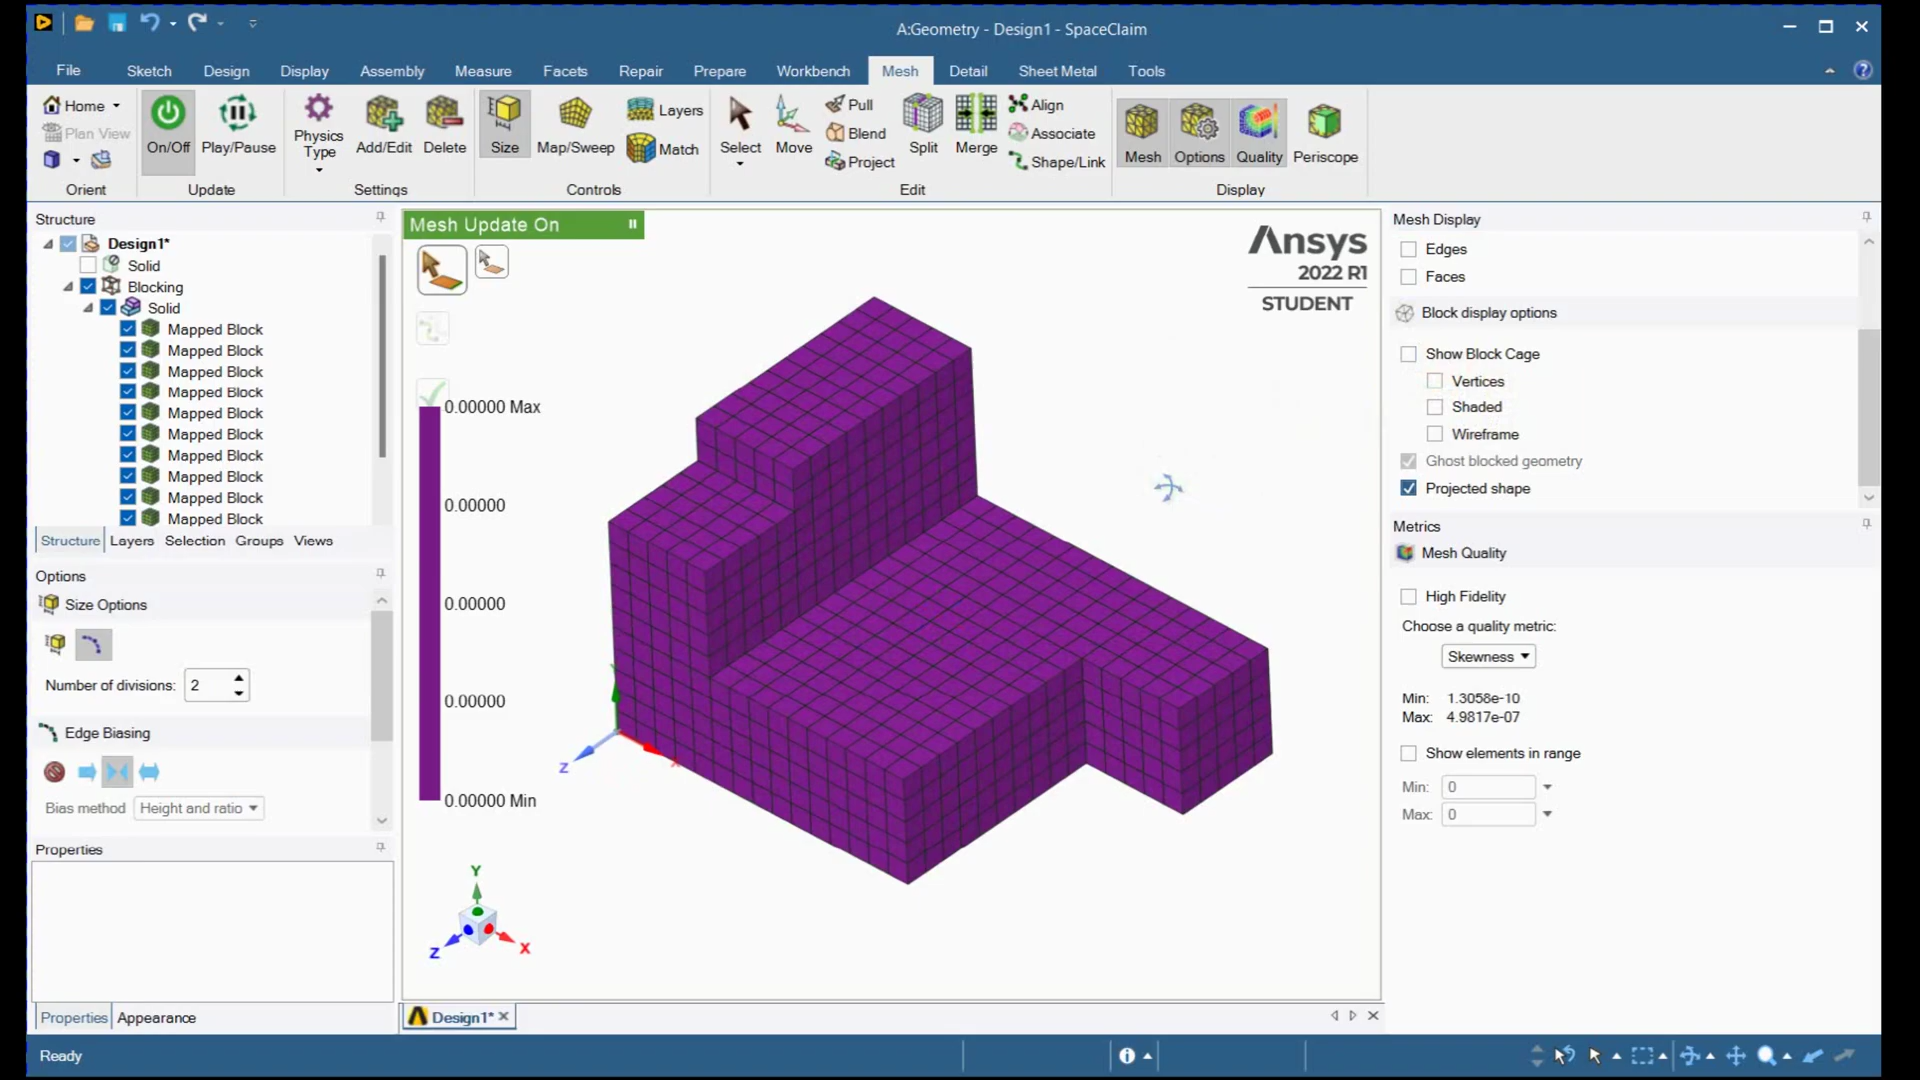 A:Geometry - Design1 - SpaceClaim
File Sketch Design Display Assembly Measure Facets Repair Prepare Workbench Mesh Detail Sheet Metal Tools
Home
Plan View
Orient
On/Off
Play/Pause
Update
Physics
Type
Add/Edit
Delete
Settings
Size
Map/Sweep
Layers
Match
Controls
Select
Move
Pull
Blend
Project
Split
Merge
Align
Associate
Shape/Link
Edit
Mesh
Options
Quality
Periscope
Display
Structure
Design1*
Solid
Blocking
Solid
Mapped Block
Mapped Block
Mapped Block
Mapped Block
Mapped Block
Mapped Block
Mapped Block
Mapped Block
Mapped Block
Mapped Block
Structure Layers Selection Groups Views
Options
Size Options
Number of divisions: 2
Edge Biasing
Bias method Height and ratio
Properties
Properties Appearance
Mesh Update On
Ansys
2022 R1
STUDENT
0.00000 Max
0.00000
0.00000
0.00000
0.00000 Min
Z
X
Y
Z
X
Design1*
Mesh Display
Edges
Faces
Block display options
Show Block Cage
Vertices
Shaded
Wireframe
Ghost blocked geometry
Projected shape
Metrics
Mesh Quality
High Fidelity
Choose a quality metric:
Skewness
Min: 1.3058e-10
Max: 4.9817e-07
Show elements in range
Min: 0
Max: 0
Ready